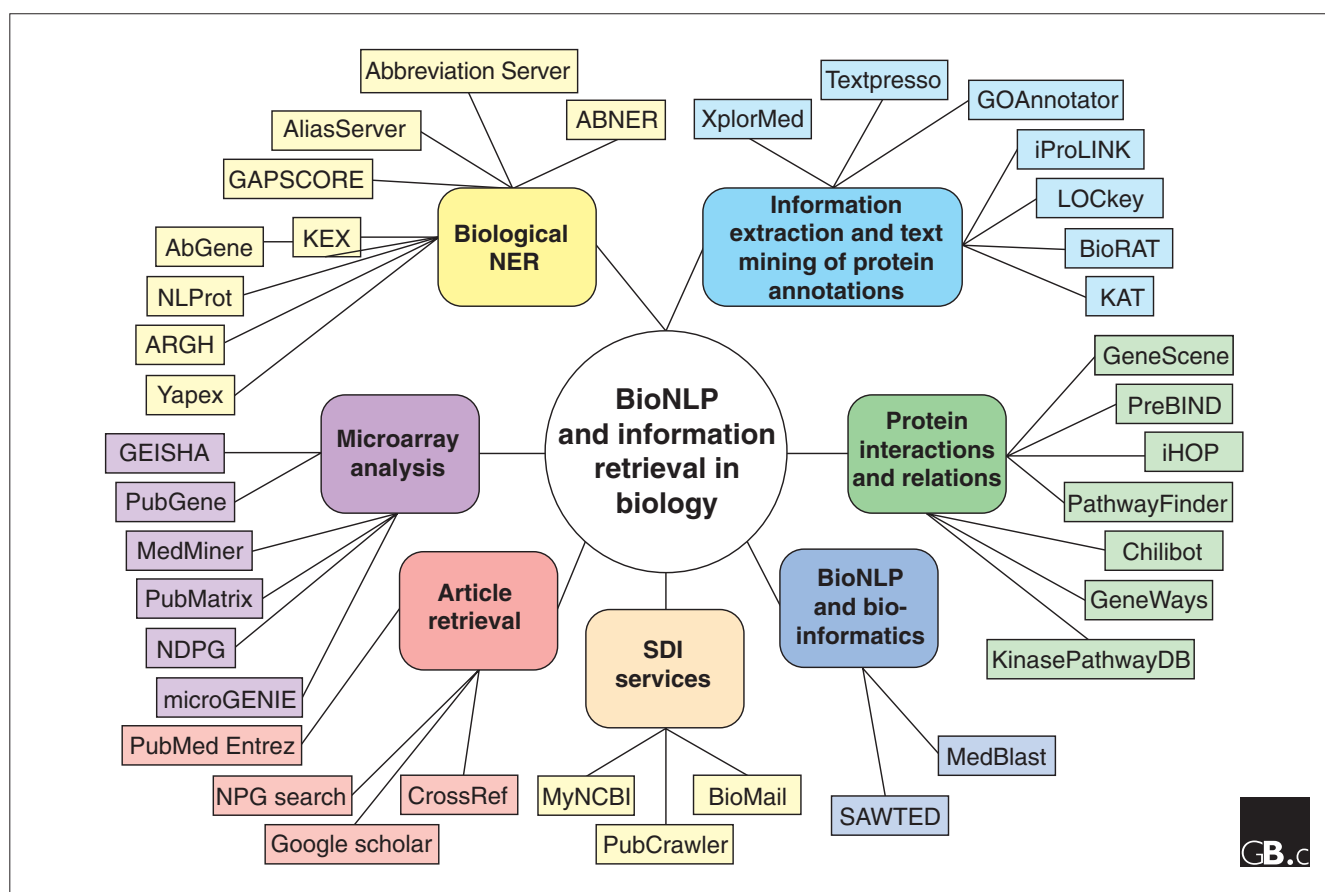 Abbreviation Server
AliasServer
ABNER
GAPSCORE
AbGene
KEX
NLProt
ARGH
Yapex
Biological
NER
XplorMed
Textpresso
GOAnnotator
iProLINK
LOCkey
BioRAT
KAT
Information
extraction and text
mining of protein
annotations
BioNLP
and information
retrieval in
biology
Microarray
analysis
GEISHA
PubGene
MedMiner
PubMatrix
NDPG
microGENIE
Protein
interactions
and relations
GeneScene
PreBIND
iHOP
PathwayFinder
Chilibot
GeneWays
KinasePathwayDB
Article
retrieval
PubMed Entrez
NPG search
Google scholar
CrossRef
SDI
services
MyNCBI
PubCrawler
BioMail
BioNLP
and bio-
informatics
MedBlast
SAWTED
GB.c